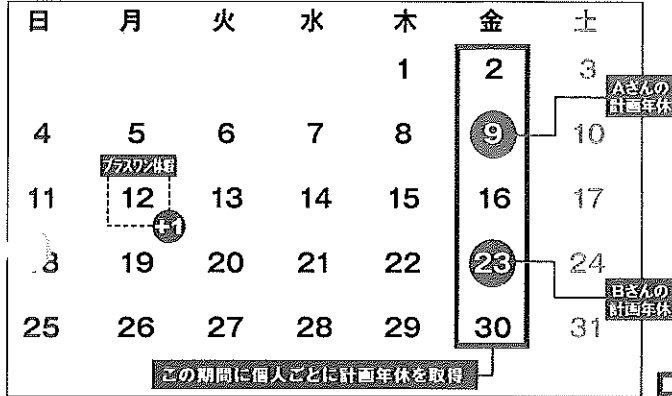 日 月 火 水 木 金 土
1 2 3
Aさんの
計画年休
4 5 6 7 8 9 10
プラスワン休暇
11 12 13 14 15 16 17
+1
18 19 20 21 22 23 24
Bさんの
計画年休
25 26 27 28 29 30 31
この期間に個人ごとに計画年休を取得